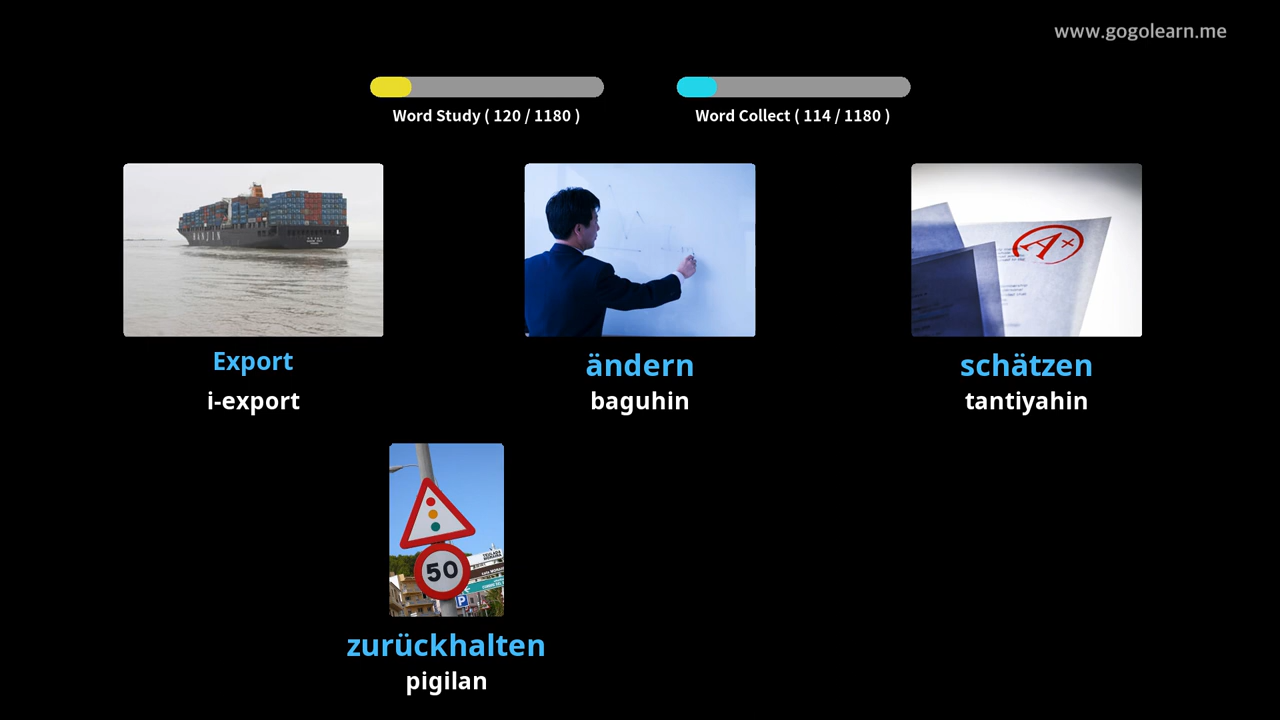 www.gogolearn.me
Word Study ( 120 / 1180 )
Word Collect ( 114 / 1180 )
HANJIN
A+
Export
i-export
ändern
baguhin
schätzen
tantiyahin
50
P
zurückhalten
pigilan